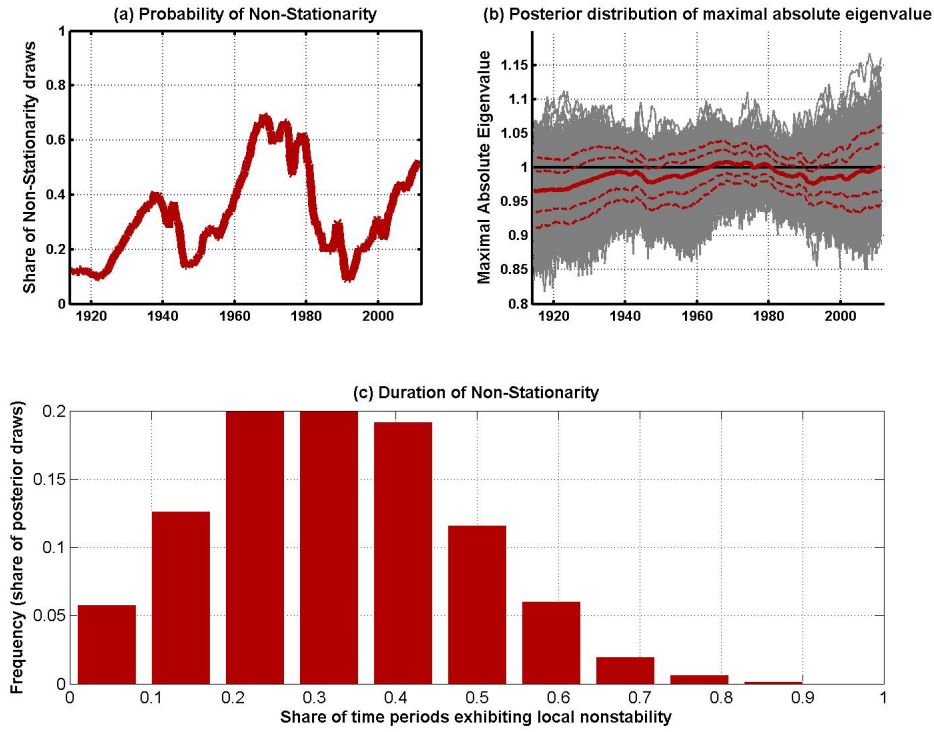 (a) Probability of Non-Stationarity
Share of Non-Stationarity draws
1
0.8
0.6
0.4
0.2
0
1920 1940 1960 1980 2000
(b) Posterior distribution of maximal absolute eigenvalue
Maximal Absolute Eigenvalue
1.15
1.1
1.05
1
0.95
0.9
0.85
0.8
1920 1940 1960 1980 2000
(c) Duration of Non-Stationarity
Frequency (share of posterior draws)
0.2
0.15
0.1
0.05
0
0 0.1 0.2 0.3 0.4 0.5 0.6 0.7 0.8 0.9 1
Share of time periods exhibiting local nonstability